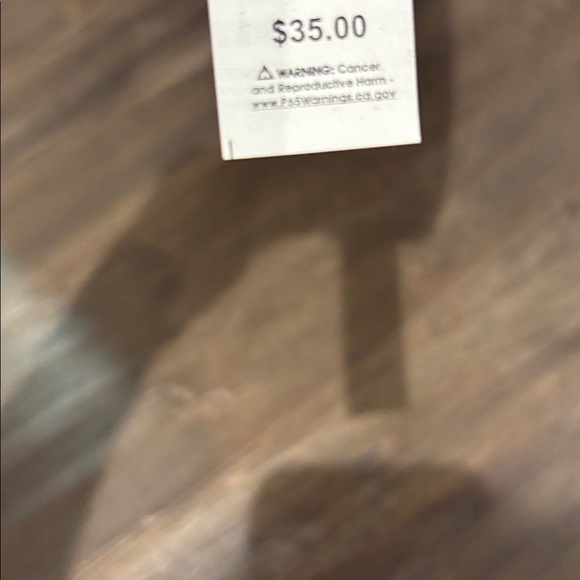 $35.00
⚠ WARNING: Cancer
and Reproductive Harm -
www.P65Warnings.ca.gov